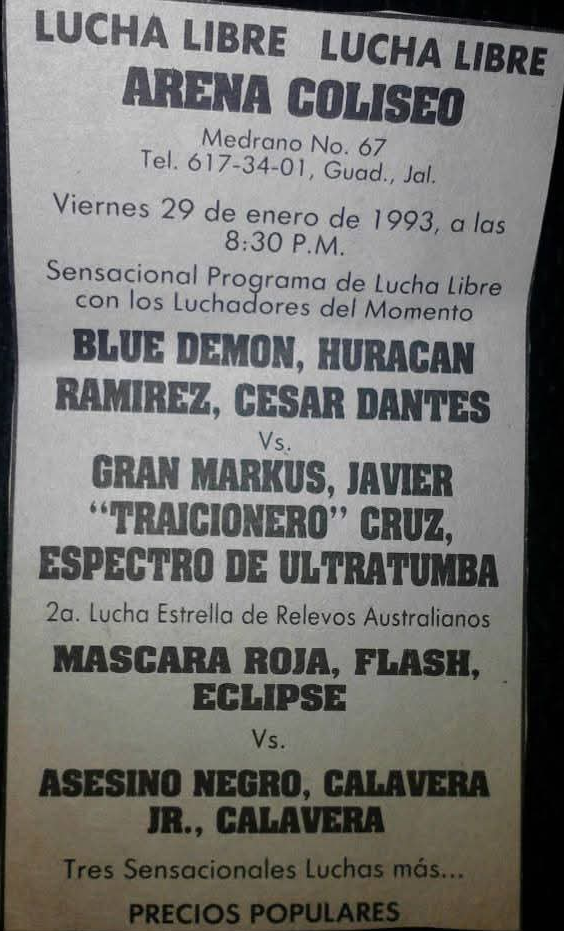 LUCHA LIBRE LUCHA LIBRE
ARENA COLISEO
Medrano No. 67
Tel. 617-34-01, Guad., Jal.
Viernes 29 de enero de 1993, a las
8:30 P.M.
Sensacional Programa de Lucha Libre
con los Luchadores del Momento
BLUE DEMON, HURACAN
RAMIREZ, CESAR DANTES
Vs.
GRAN MARKUS, JAVIER
“TRAICIONERO” CRUZ,
ESPECTRO DE ULTRATUMBA
2a. Lucha Estrella de Relevos Australianos
MASCARA ROJA, FLASH,
ECLIPSE
Vs.
ASESINO NEGRO, CALAVERA
JR., CALAVERA
Tres Sensacionales Luchas más...
PRECIOS POPULARES